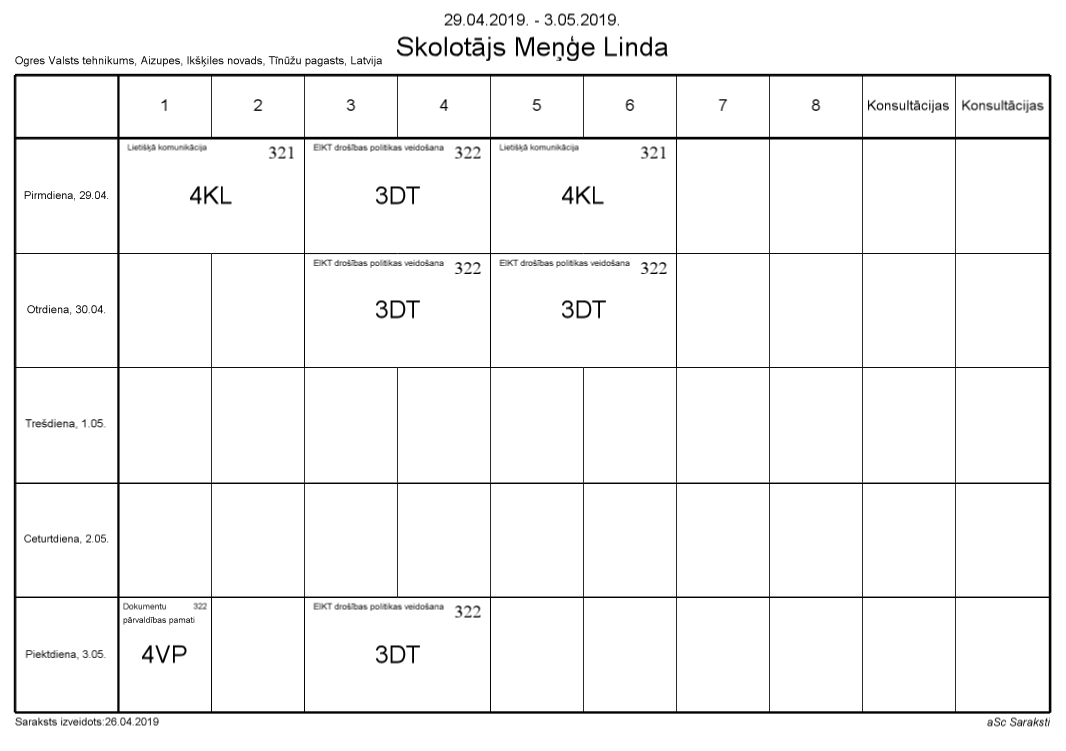 29.04.2019. - 3.05.2019.
Skolotājs Meņģe Linda
Ogres Valsts tehnikums, Aizupes, Ikšķiles novads, Tīnūžu pagasts, Latvija
1 2 3 4 5 6 7 8 Konsultācijas Konsultācijas
Lietišķā komunikācija 321 EIKT drošības politikas veidošana 322 Lietišķā komunikācija 321
Pirmdiena, 29.04. 4KL 3DT 4KL
EIKT drošības politikas veidošana 322 EIKT drošības politikas veidošana 322
Otrdiena, 30.04. 3DT 3DT
Trešdiena, 1.05.
Ceturtdiena, 2.05.
Dokumentu 322 EIKT drošības politikas veidošana 322
pārvaldības pamati
Piektdiena, 3.05. 4VP 3DT
Saraksts izveidots:26.04.2019 aSc Saraksti